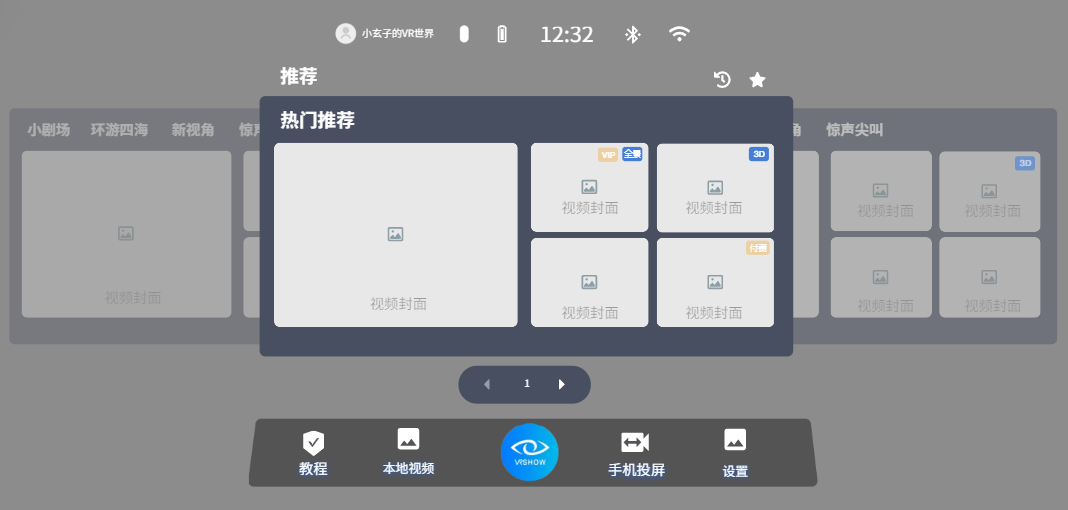 小玄子的VR世界 12:32
推荐
热门推荐
小剧场 环游四海 新视角 惊声
角 惊声尖叫
VIP 全景 3D 3D
视频封面 视频封面 视频封面 视频封面
付费
视频封面 视频封面 视频封面 视频封面 视频封面 视频封面
1
VRSHOW
教程 本地视频 手机投屏 设置